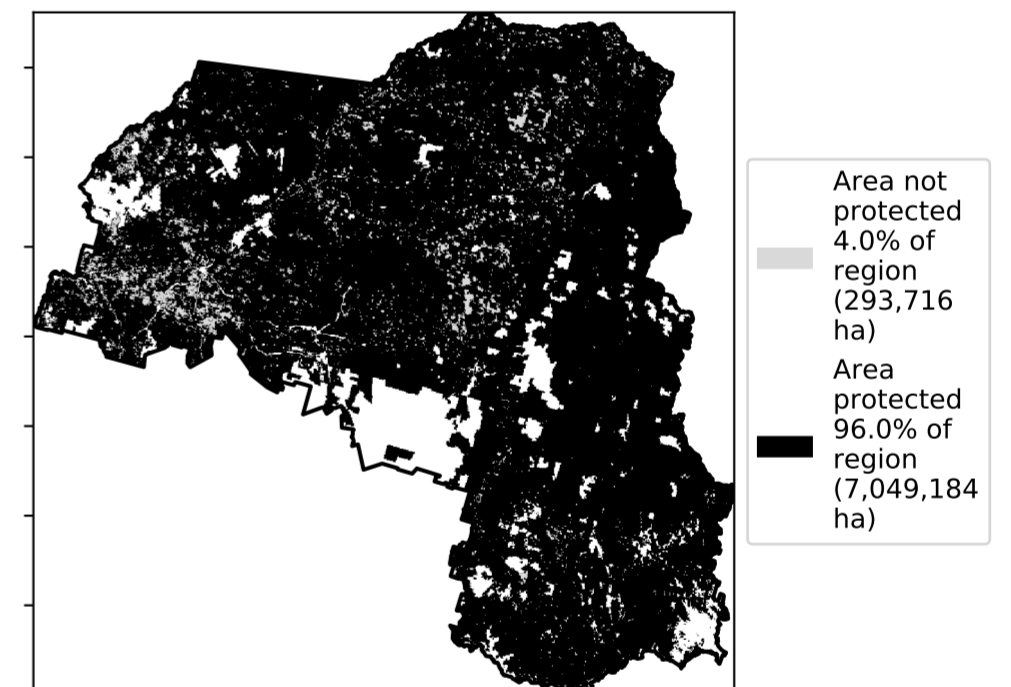 Area not
protected
4.0% of
region
(293,716
ha)
Area
protected
96.0% of
region
(7,049,184
ha)